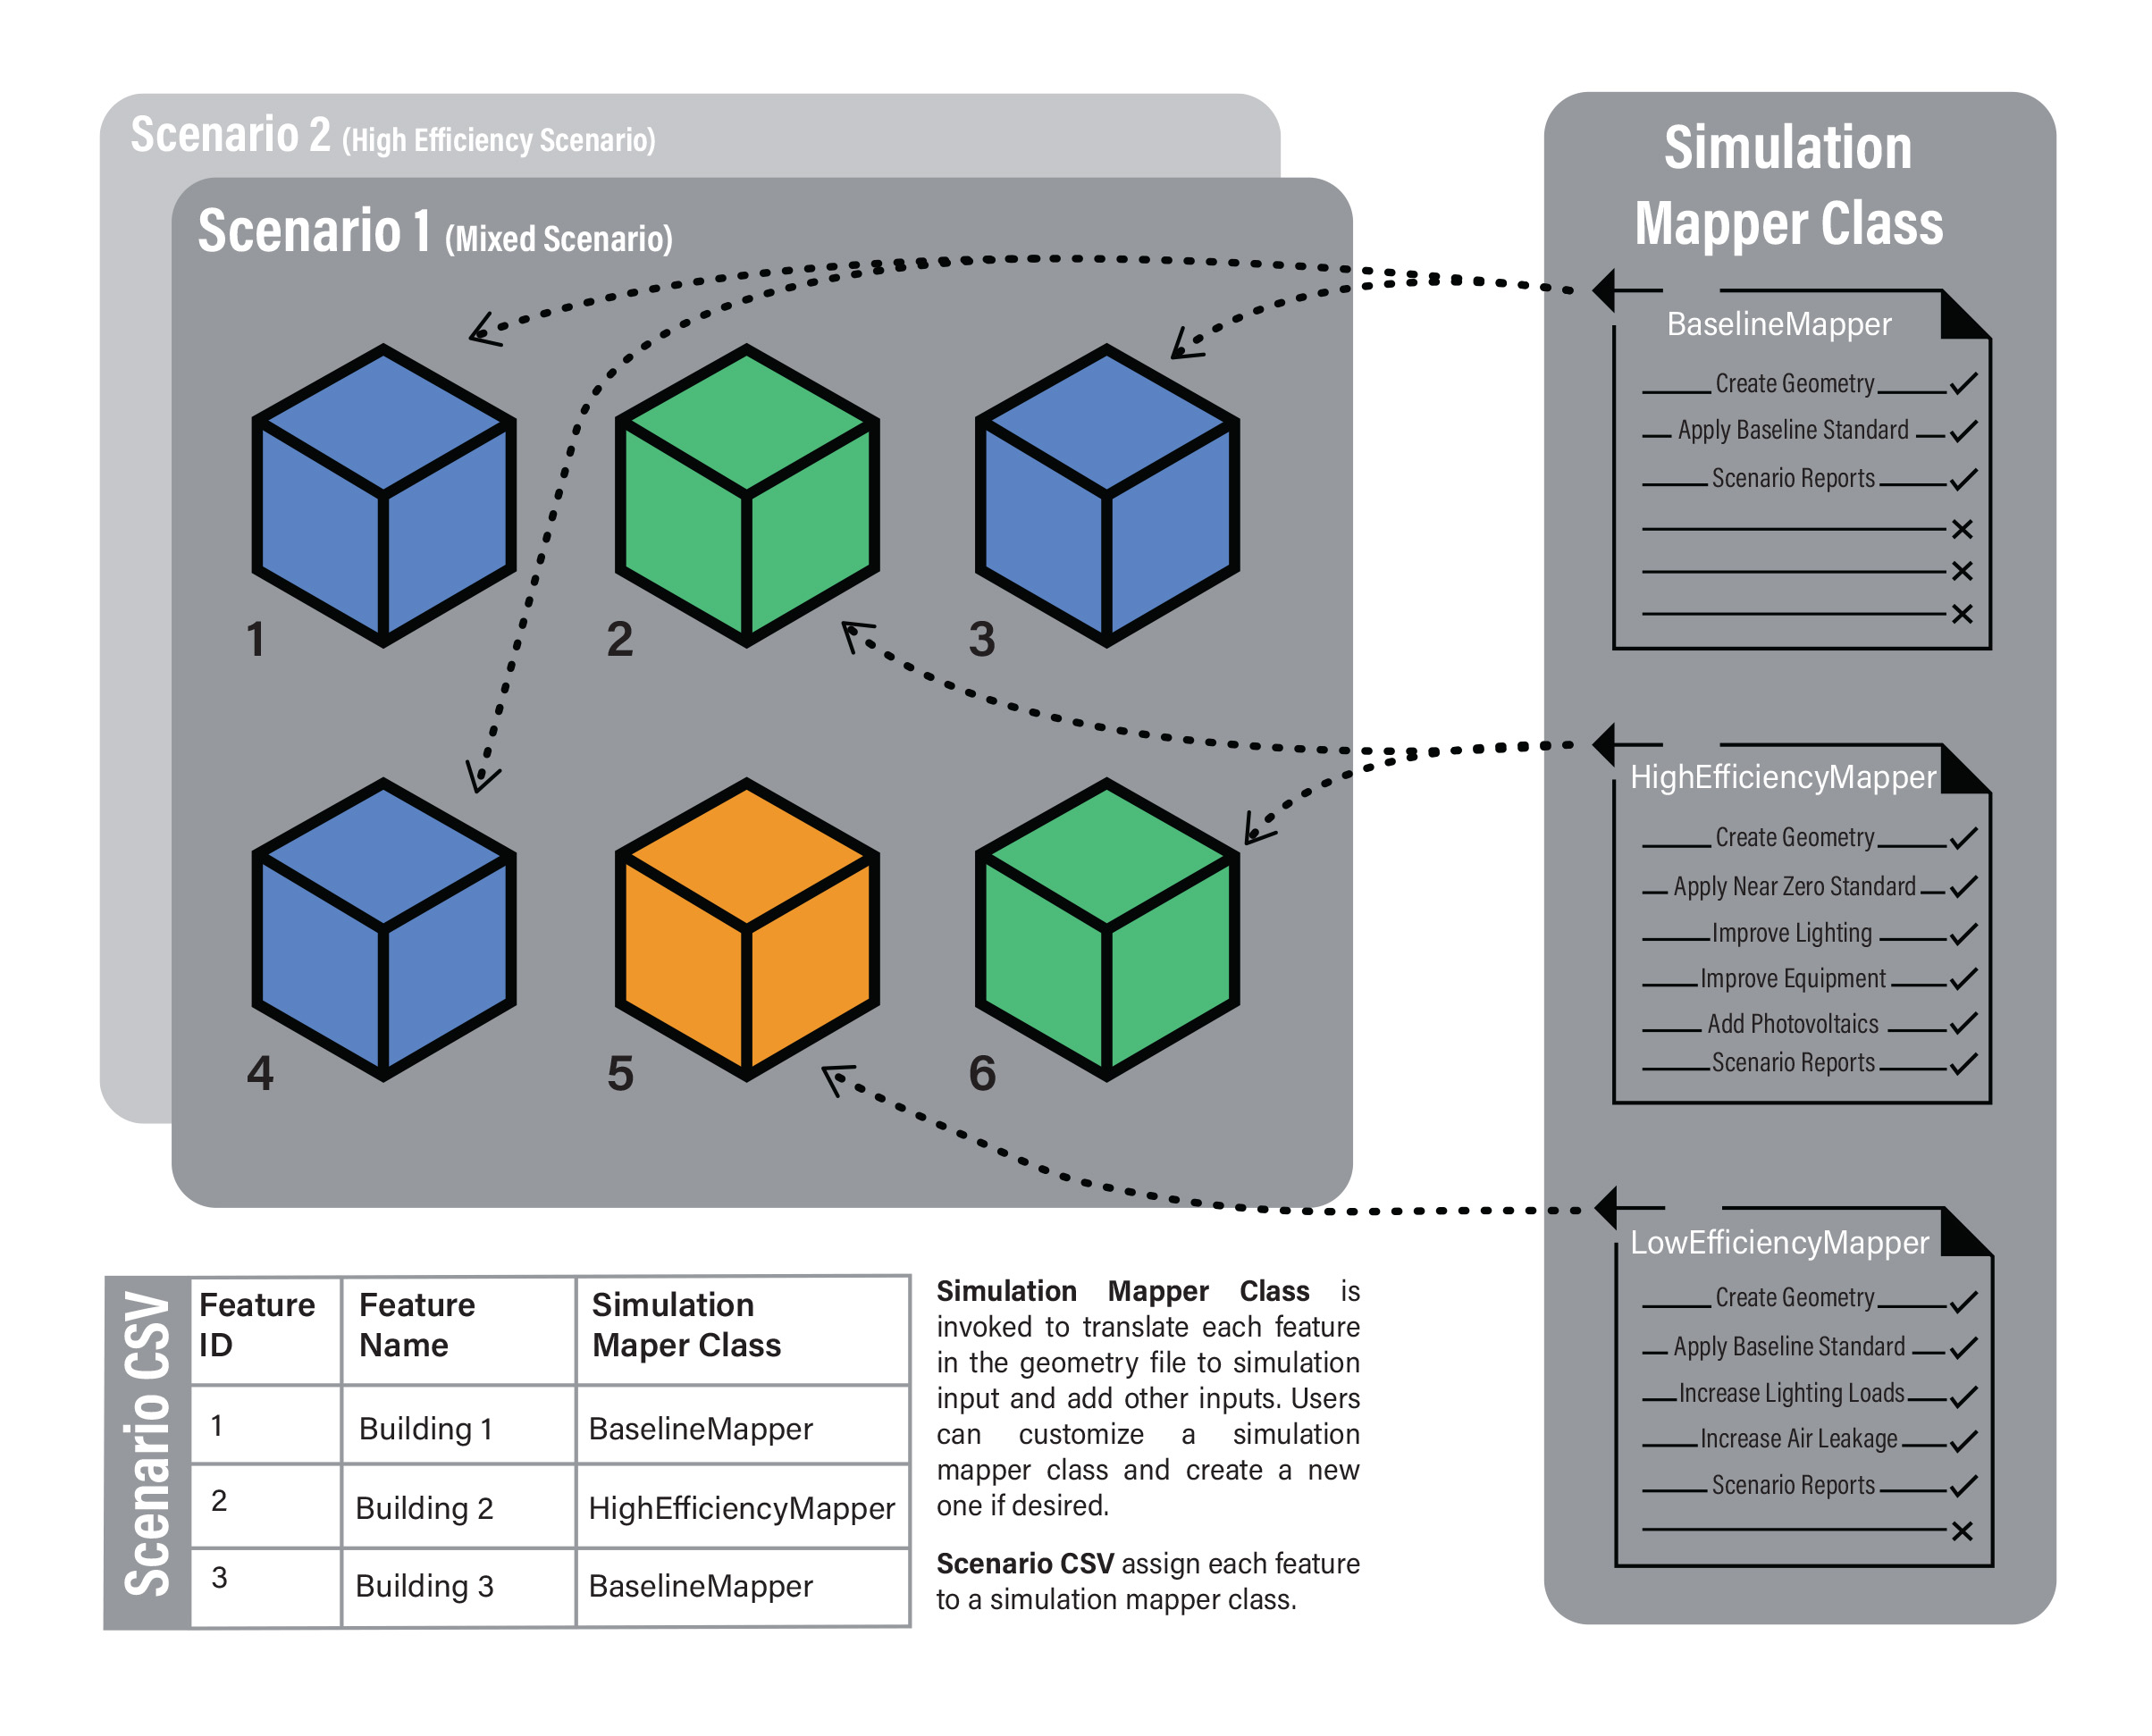 Scenario 2 (High Efficiency Scenario)
Scenario 1 (Mixed Scenario)
1
2
3
4
5
6
Simulation
Mapper Class
BaselineMapper
Create Geometry
Apply Baseline Standard
Scenario Reports
HighEfficiencyMapper
Create Geometry
Apply Near Zero Standard
Improve Lighting
Improve Equipment
Add Photovoltaics
Scenario Reports
LowEfficiencyMapper
Create Geometry
Apply Baseline Standard
Increase Lighting Loads
Increase Air Leakage
Scenario Reports
Scenario CSV
Feature ID
Feature Name
Simulation Maper Class
1 Building 1 BaselineMapper
2 Building 2 HighEfficiencyMapper
3 Building 3 BaselineMapper
Simulation Mapper Class is
invoked to translate each feature
in the geometry file to simulation
input and add other inputs. Users
can customize a simulation
mapper class and create a new
one if desired.
Scenario CSV assign each feature
to a simulation mapper class.